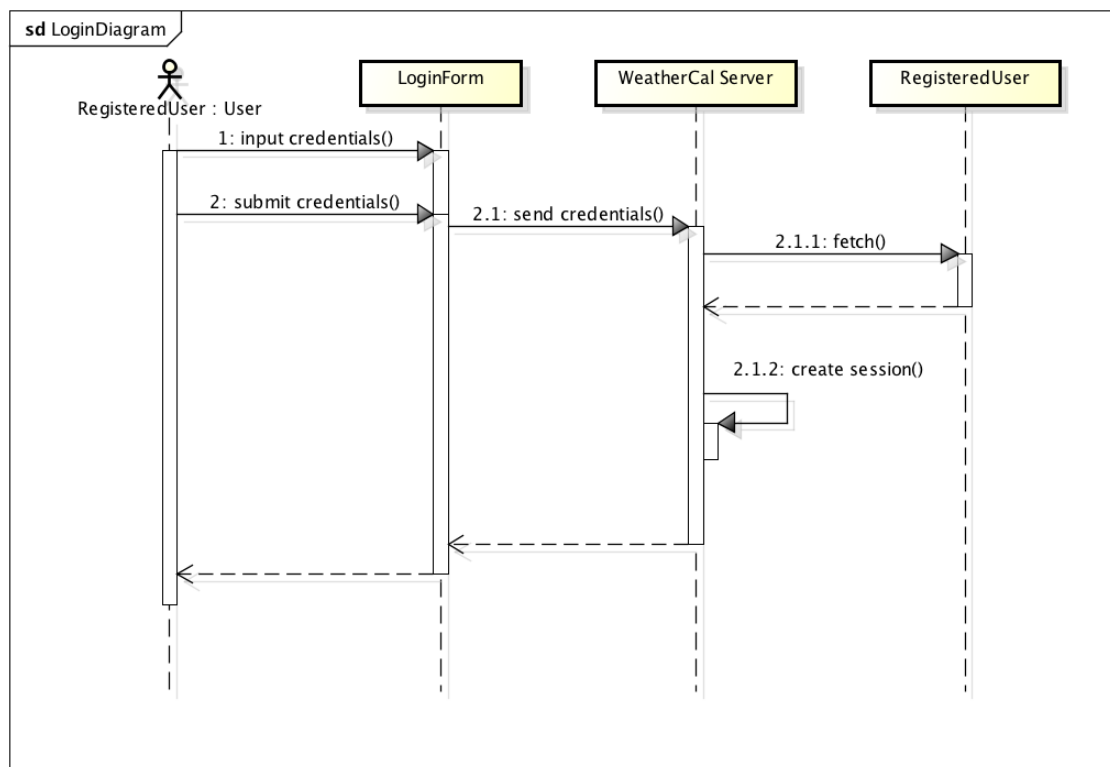 sd LoginDiagram
RegisteredUser : User
LoginForm
WeatherCal Server
RegisteredUser
1: input credentials()
2: submit credentials()
2.1: send credentials()
2.1.1: fetch()
2.1.2: create session()